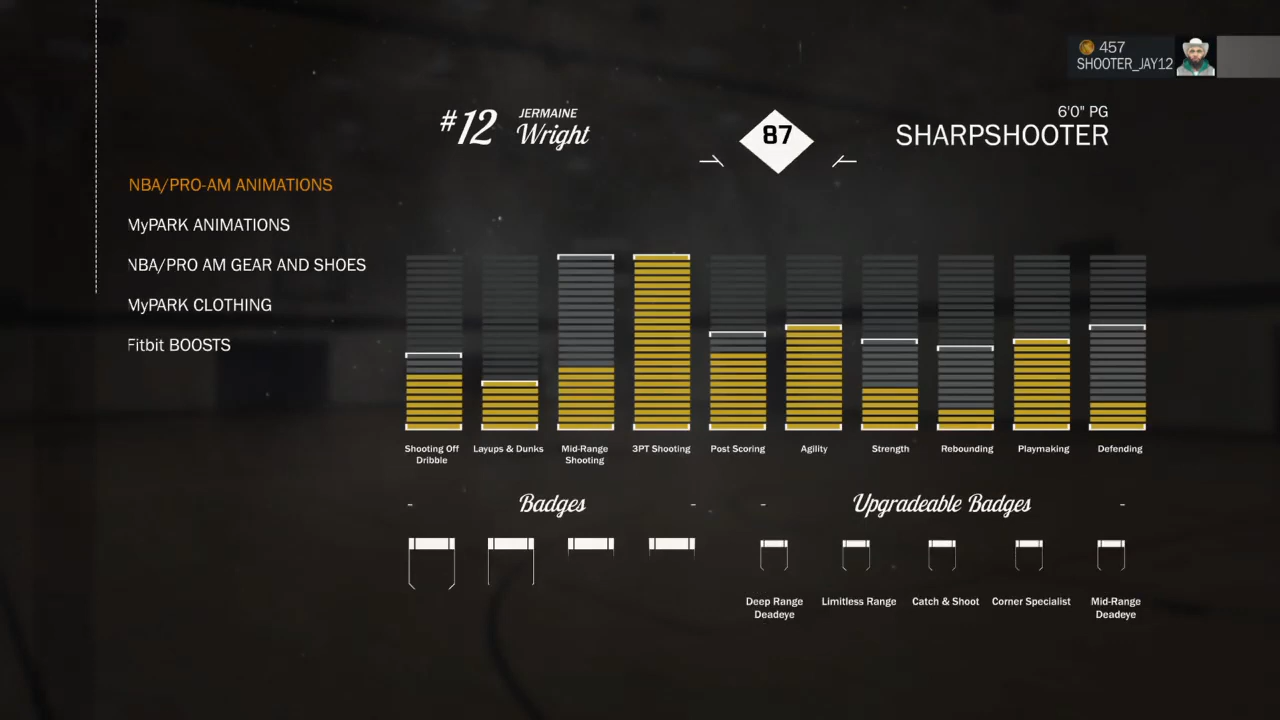 457
SHOOTER_JAY12
#12 JERMAINE
Wright
87
6'0" PG
SHARPSHOOTER
NBA/PRO-AM ANIMATIONS
MyPARK ANIMATIONS
NBA/PRO AM GEAR AND SHOES
MyPARK CLOTHING
Fitbit BOOSTS
Shooting Off
Dribble
Layups & Dunks
Mid-Range
Shooting
3PT Shooting
Post Scoring
Agility
Strength
Rebounding
Playmaking
Defending
- Badges -
- Upgradeable Badges -
Deep Range
Deadeye
Limitless Range
Catch & Shoot
Corner Specialist
Mid-Range
Deadeye